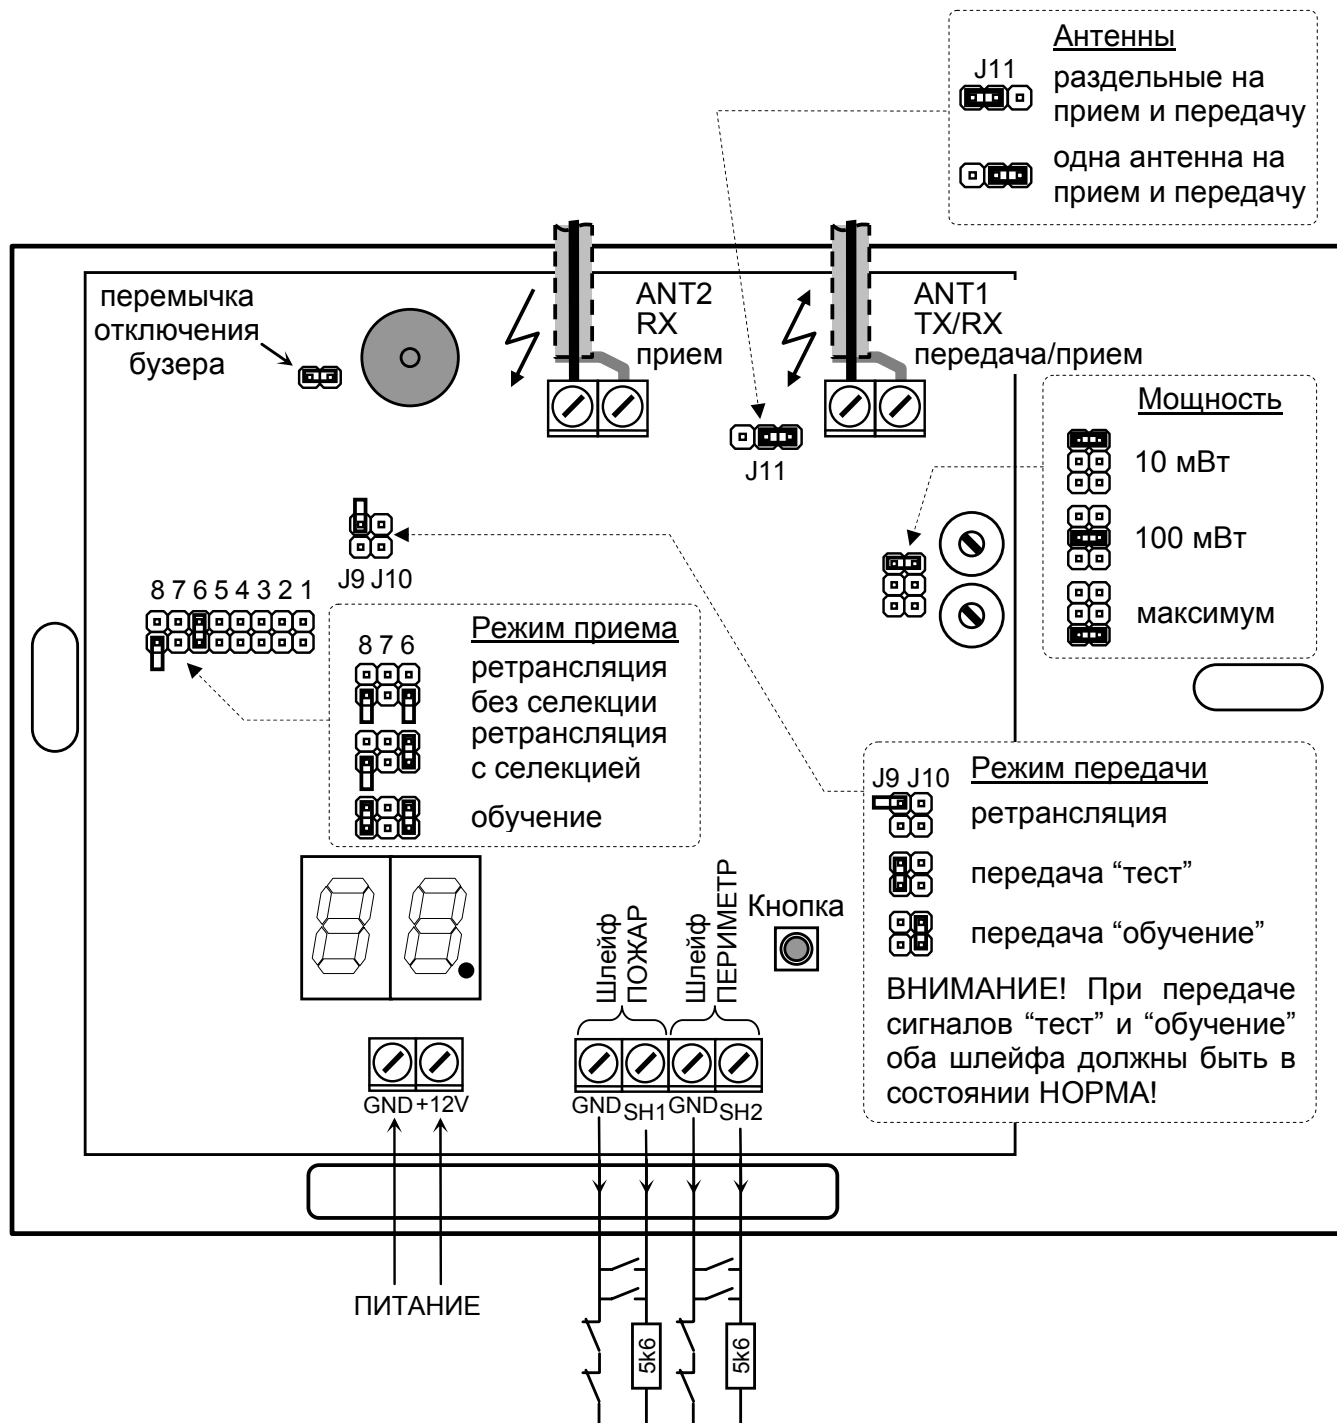 Антенны
J11
раздельные на
прием и передачу
одна антенна на
прием и передачу
перемычка
отключения
бузера
ANT2
RX
прием
ANT1
TX/RX
передача/прием
J11
Мощность
10 мВт
100 мВт
максимум
J9 J10
8 7 6 5 4 3 2 1
Режим приема
8 7 6
ретрансляция
без селекции
ретрансляция
с селекцией
обучение
J9 J10
Режим передачи
ретрансляция
передача “тест”
передача “обучение”
ВНИМАНИЕ! При передаче
сигналов “тест” и “обучение”
оба шлейфа должны быть в
состоянии НОРМА!
Шлейф
ПОЖАР
Шлейф
ПЕРИМЕТР
Кнопка
GND +12V
GND SH1 GND SH2
ПИТАНИЕ
5k6
5k6